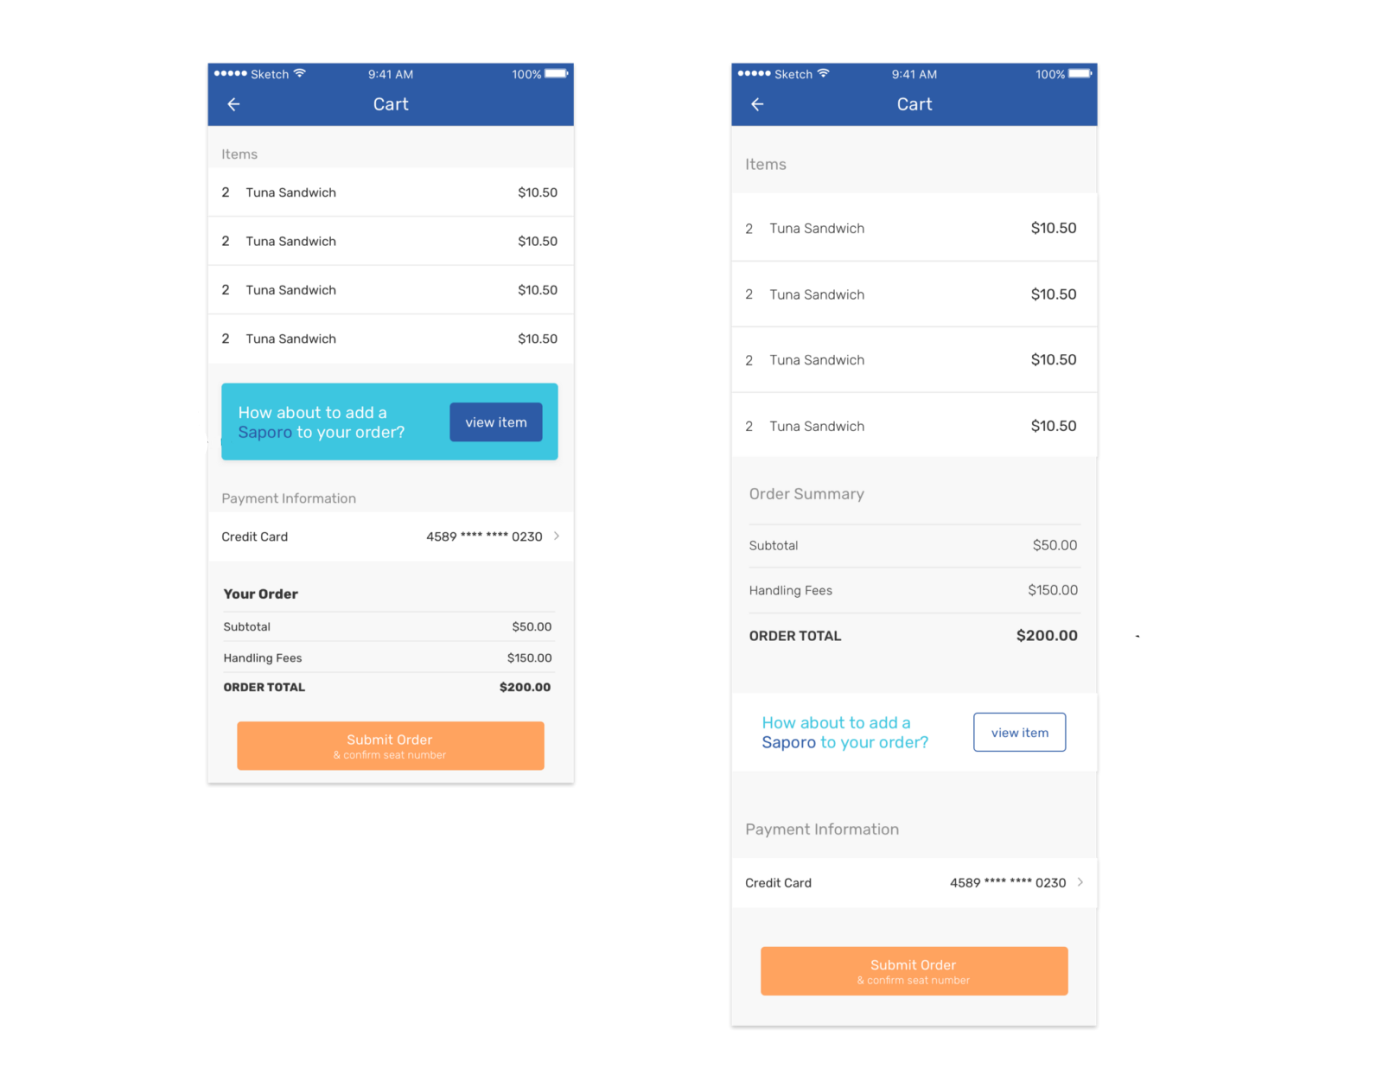 Sketch 9:41 AM 100%
Cart
Items
2 Tuna Sandwich $10.50
2 Tuna Sandwich $10.50
2 Tuna Sandwich $10.50
2 Tuna Sandwich $10.50
How about to add a
Saporo to your order?
view item
Payment Information
Credit Card 4589 **** **** 0230
Your Order
Subtotal $50.00
Handling Fees $150.00
ORDER TOTAL $200.00
Submit Order
& confirm seat number
Sketch 9:41 AM 100%
Cart
Items
2 Tuna Sandwich $10.50
2 Tuna Sandwich $10.50
2 Tuna Sandwich $10.50
2 Tuna Sandwich $10.50
Order Summary
Subtotal $50.00
Handling Fees $150.00
ORDER TOTAL $200.00
How about to add a
Saporo to your order?
view item
Payment Information
Credit Card 4589 **** **** 0230
Submit Order
& confirm seat number